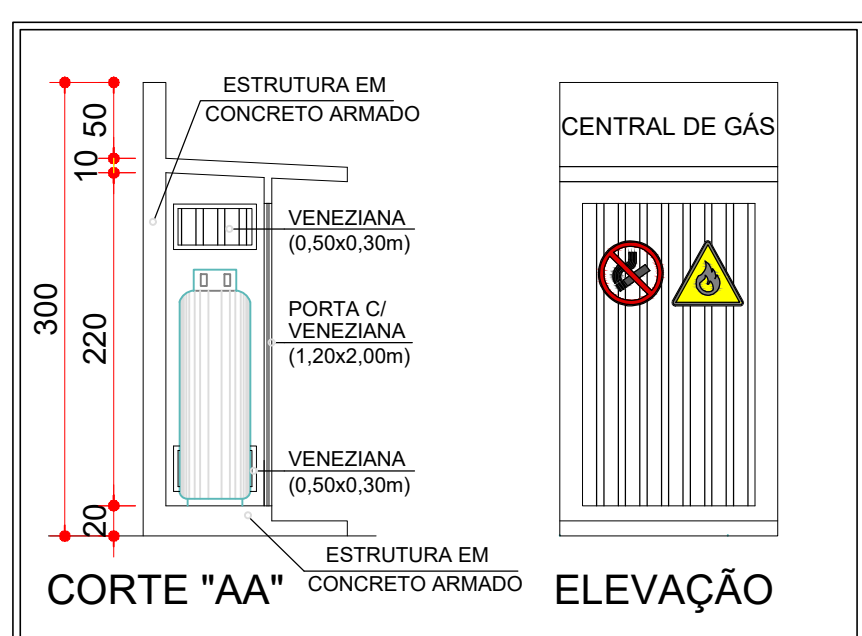 ESTRUTURA EM
CONCRETO ARMADO
50
10
300
220
20
VENEZIANA
(0,50x0,30m)
PORTA C/
VENEZIANA
(1,20x2,00m)
VENEZIANA
(0,50x0,30m)
ESTRUTURA EM
CONCRETO ARMADO
CORTE "AA"
CENTRAL DE GÁS
ELEVAÇÃO